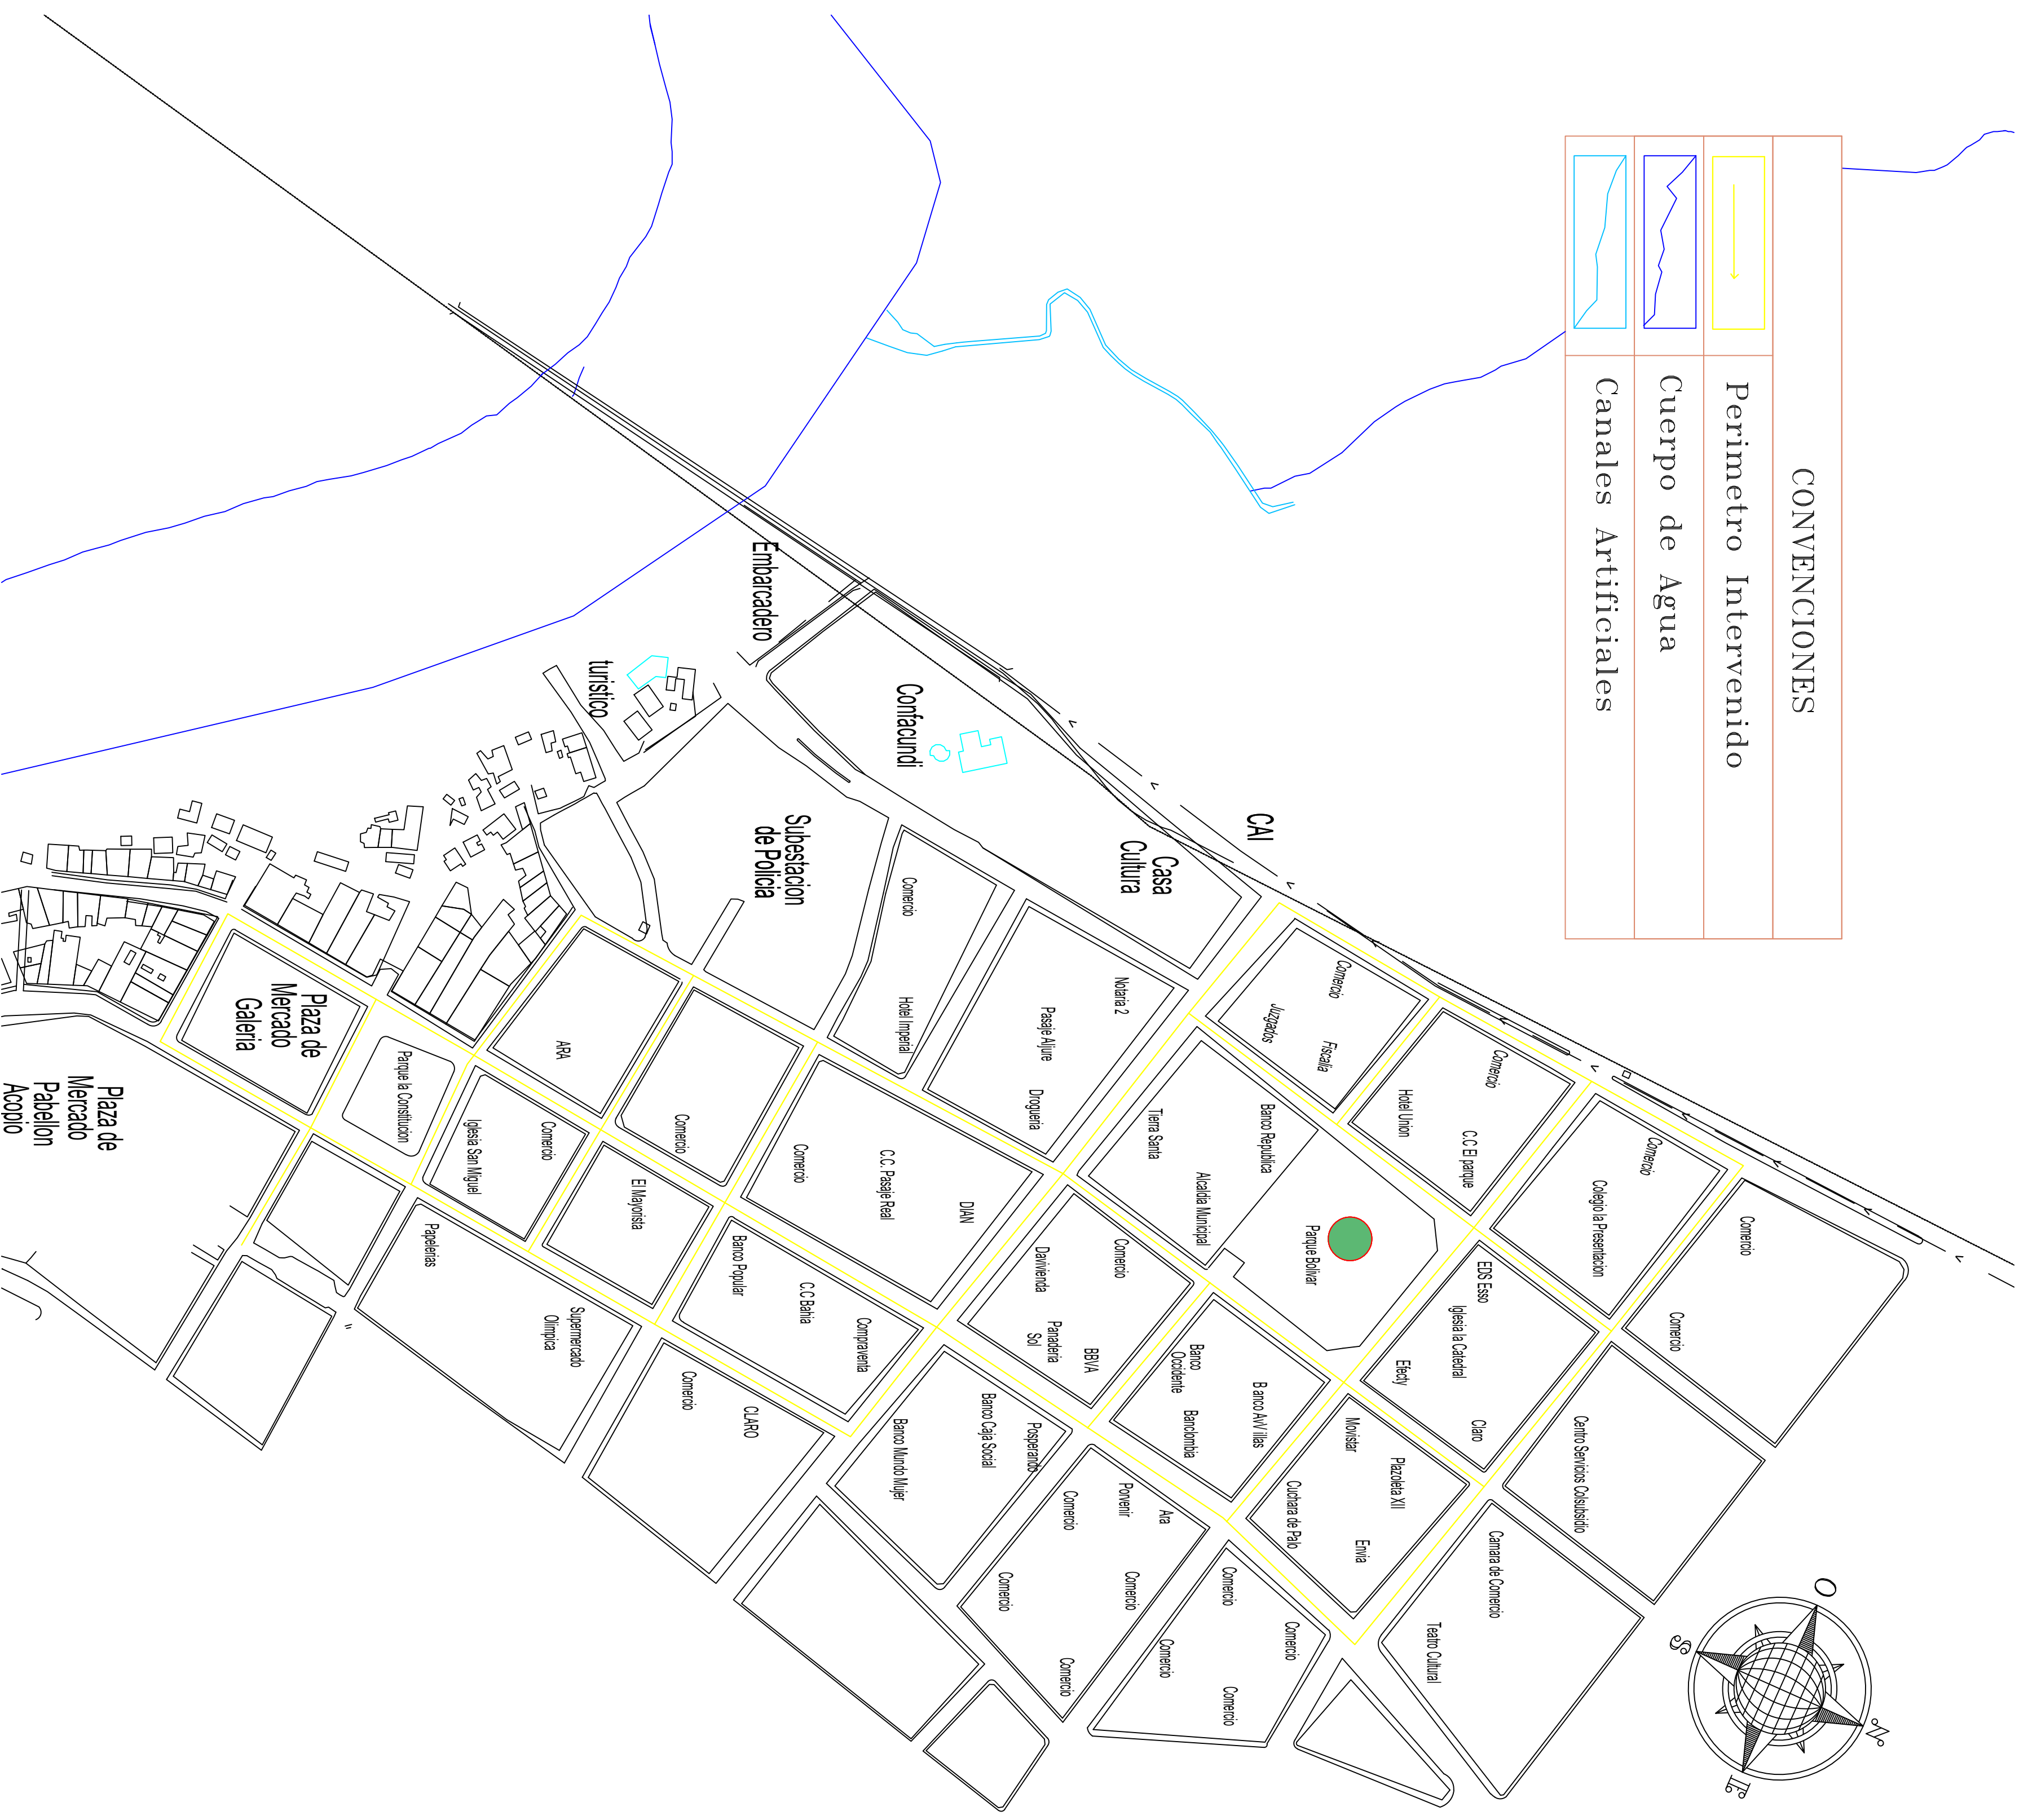 CONVENCIONES
Perimetro Intervenido
Cuerpo de Agua
Canales Artificiales
Embarcadero
turistico
Confacundi
CAI
Casa
Cultura
Subestacion
de Policia
Comercio
Hotel Imperial
Notaria 2
Pasaje Aljure
Drogueria
Comercio
Juzgados
Fiscalia
Comercio
Hotel Union
C.C El parque
Comercio
Colegio la Presentacion
Comercio
Comercio
Tierra Santa
Banco Republica
Alcaldia Municipal
Parque Bolivar
EDS Esso
Iglesia la Catedral
Efecty
Claro
Centro Servicios Colsubsidio
ARA
Comercio
Comercio
C.C. Pasaje Real
DIAN
Comercio
Davivienda
Panaderia
Sol
BBVA
Banco
Occidente
Banco AvVillas
Bancolombia
Movistar
Plazoleta XII
Cuchara de Palo
Envia
Camara de Comercio
Teatro Cultural
Plaza de
Mercado
Galeria
Parque la Constitucion
Iglesia San Miguel
Comercio
El Mayorista
Banco Popular
C.C Bahia
Compraventa
Posperando
Banco Caja Social
Banco Mundo Mujer
Ara
Porvenir
Comercio
Comercio
Comercio
Comercio
Comercio
Comercio
Comercio
Comercio
Plaza de
Mercado
Pabellon
Acopio
Papelerias
Supermercado
Olimpica
Comercio
CLARO
O
S
N
E